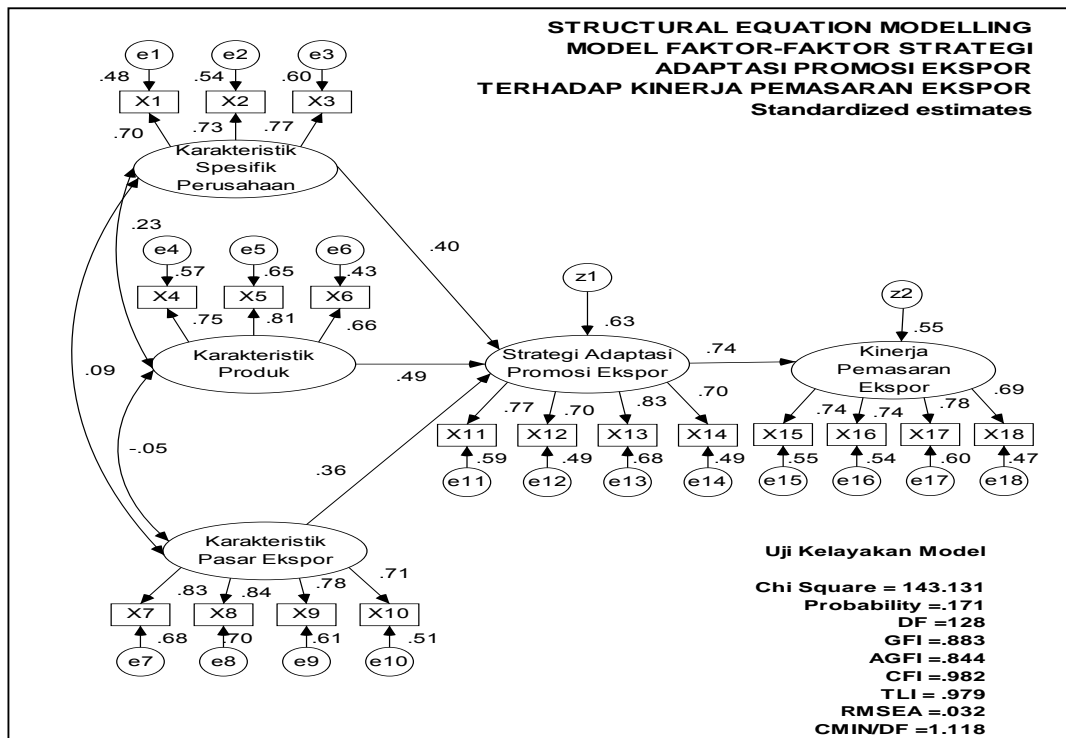 STRUCTURAL EQUATION MODELLING
MODEL FAKTOR-FAKTOR STRATEGI
ADAPTASI PROMOSI EKSPOR
TERHADAP KINERJA PEMASARAN EKSPOR
Standardized estimates
e1 e2 e3
.48 .54 .60
X1 X2 X3
.70 .73 .77
Karakteristik
Spesifik
Perusahaan
.23
.40
e4 e5 e6
.57 .65 .43
X4 X5 X6
.75 .81 .66
Karakteristik
Produk
.49
.09
-.05
.36
z1
.63
Strategi Adaptasi
Promosi Ekspor
.74
z2
.55
Kinerja
Pemasaran
Ekspor
.77 .70 .83 .70
X11 X12 X13 X14
.59 .49 .68 .49
e11 e12 e13 e14
.74 .74 .78 .69
X15 X16 X17 X18
.55 .54 .60 .47
e15 e16 e17 e18
Karakteristik
Pasar Ekspor
.83 .84 .78 .71
X7 X8 X9 X10
.68 .70 .61 .51
e7 e8 e9 e10
Uji Kelayakan Model
Chi Square = 143.131
Probability =.171
DF =128
GFI =.883
AGFI =.844
CFI =.982
TLI = .979
RMSEA =.032
CMIN/DF =1.118